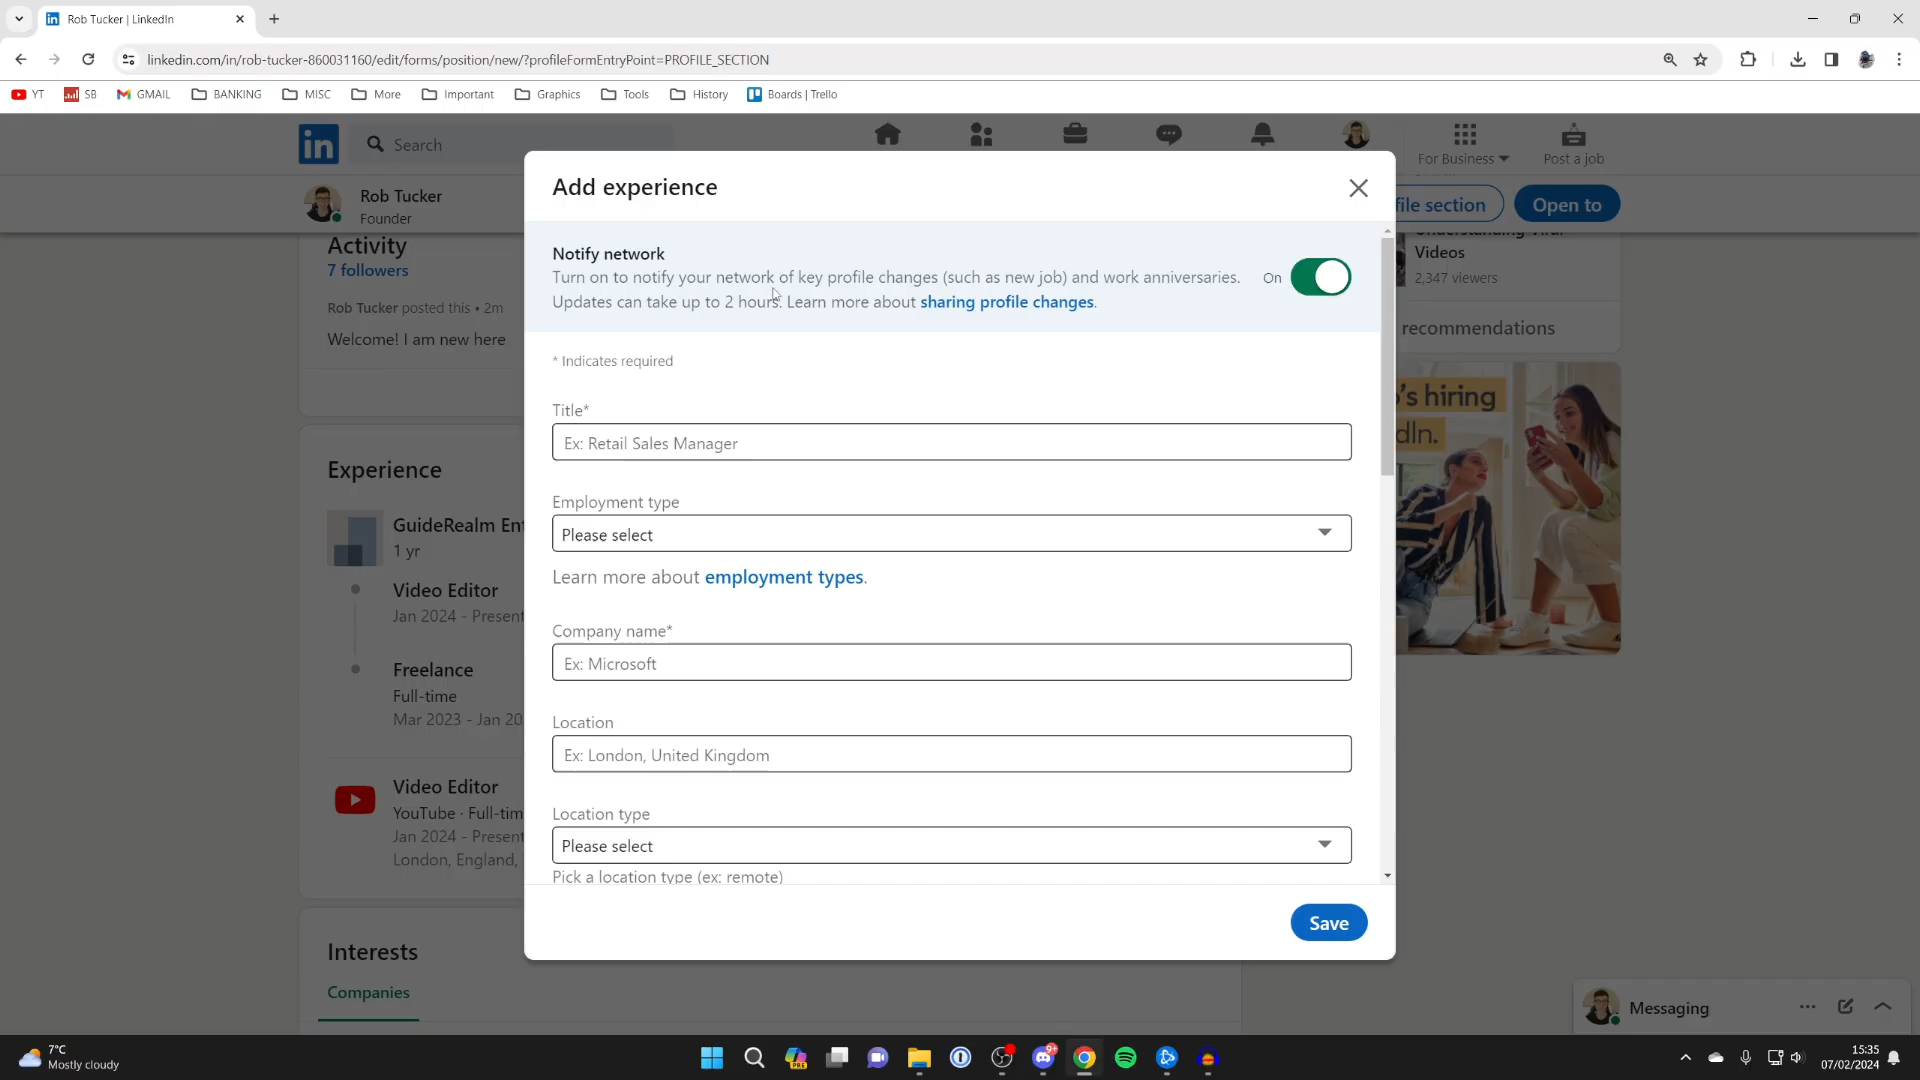 Rob Tucker | LinkedIn
linkedin.com/in/rob-tucker-860031160/edit/forms/position/new/?profileFormEntryPoint=PROFILE_SECTION
YT
SB
GMAIL
BANKING
MISC
More
Important
Graphics
Tools
History
Boards | Trello
in
Search
For Business
Post a job
Rob Tucker
Founder
file section
Open to
Activity
7 followers
Rob Tucker posted this • 2m
Welcome! I am new here
Experience
GuideRealm Ent
1 yr
Video Editor
Jan 2024 - Present
Freelance
Full-time
Mar 2023 - Jan 20
Video Editor
YouTube · Full-tim
Jan 2024 - Present
London, England,
Interests
Companies
Add experience
Notify network
Turn on to notify your network of key profile changes (such as new job) and work anniversaries.
Updates can take up to 2 hours. Learn more about sharing profile changes.
On
* Indicates required
Title*
Ex: Retail Sales Manager
Employment type
Please select
Learn more about employment types.
Company name*
Ex: Microsoft
Location
Ex: London, United Kingdom
Location type
Please select
Pick a location type (ex: remote)
Save
Videos
2,347 viewers
recommendations
's hiring
dIn.
Messaging
7°C
Mostly cloudy
PRE
9+
15:35
07/02/2024